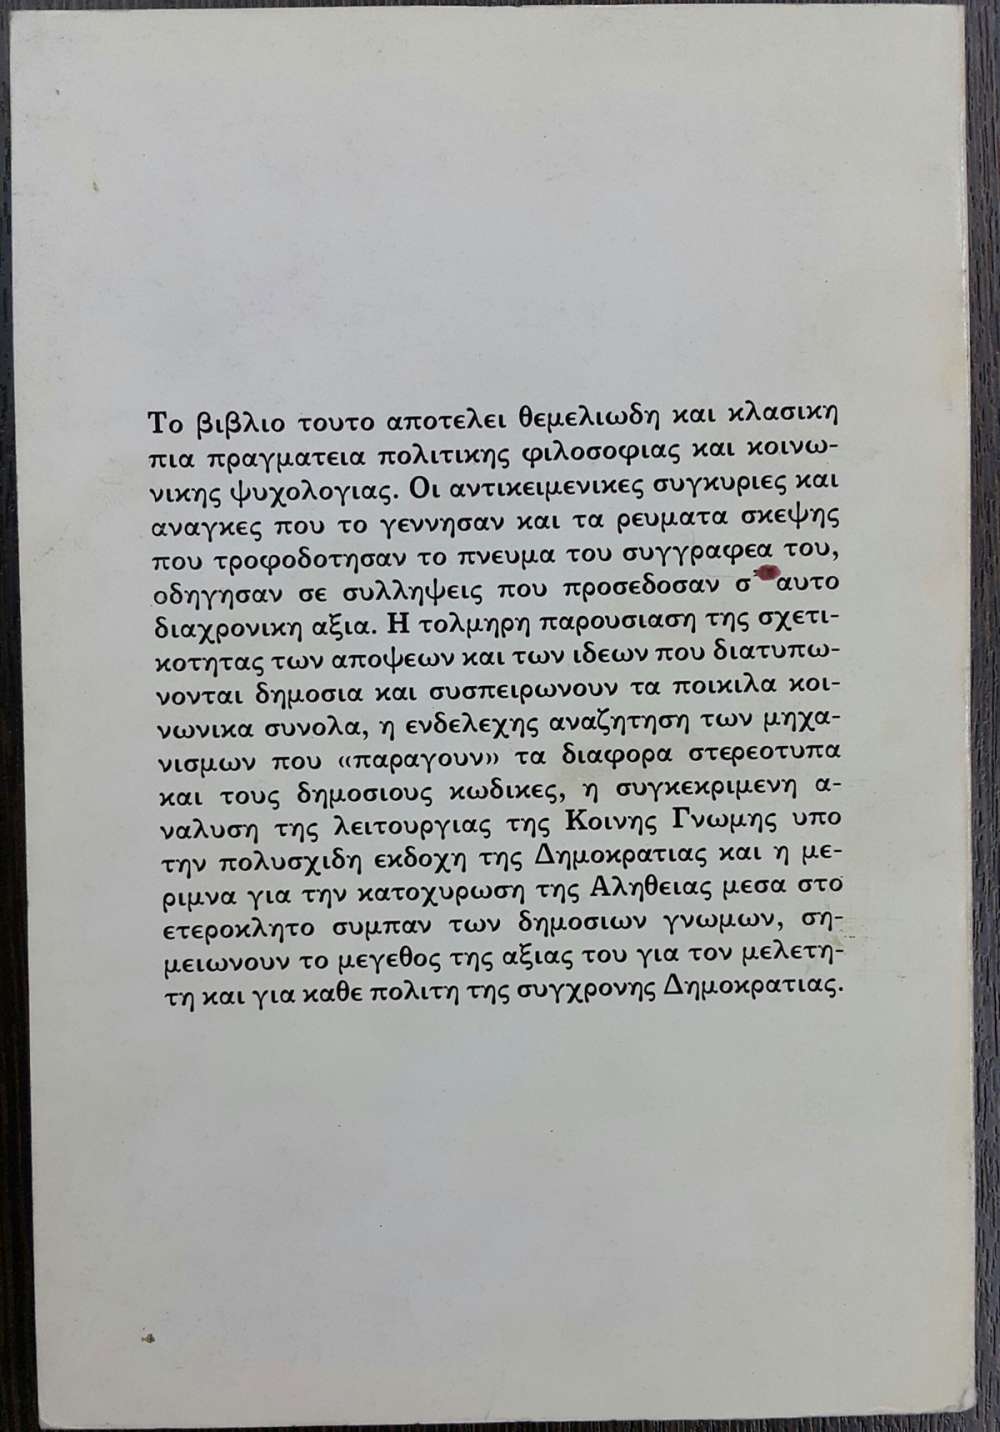 Το βιβλιο τουτο αποτελει θεμελιωδη και κλασικη
πια πραγματεια πολιτικης φιλοσοφιας και κοινω-
νικης ψυχολογιας. Οι αντικειμενικες συγκυριες και
αναγκες που το γεννησαν και τα ρευματα σκεψης
που τροφοδοτησαν το πνευμα του συγγραφεα του,
οδηγησαν σε συλληψεις που προσεδοσαν σ' αυτο
διαχρονικη αξια. Η τολμηρη παρουσιαση της σχετι-
κοτητας των αποψεων και των ιδεων που διατυπω-
νονται δημοσια και συσπειρωνουν τα ποικιλα κοι-
νωνικα συνολα, η ενδελεχης αναζητηση των μηχα-
νισμων που «παραγουν» τα διαφορα στερεοτυπα
και τους δημοσιους κωδικες, η συγκεκριμενη α-
ναλυση της λειτουργιας της Κοινης Γνωμης υπο
την πολυσχιδη εκδοχη της Δημοκρατιας και η με-
ριμνα για την κατοχυρωση της Αληθειας μεσα στο
ετεροκλητο συμπαν των δημοσιων γνωμων, ση-
μειωνουν το μεγεθος της αξιας του για τον μελετη-
τη και για καθε πολιτη της συγχρονης Δημοκρατιας.